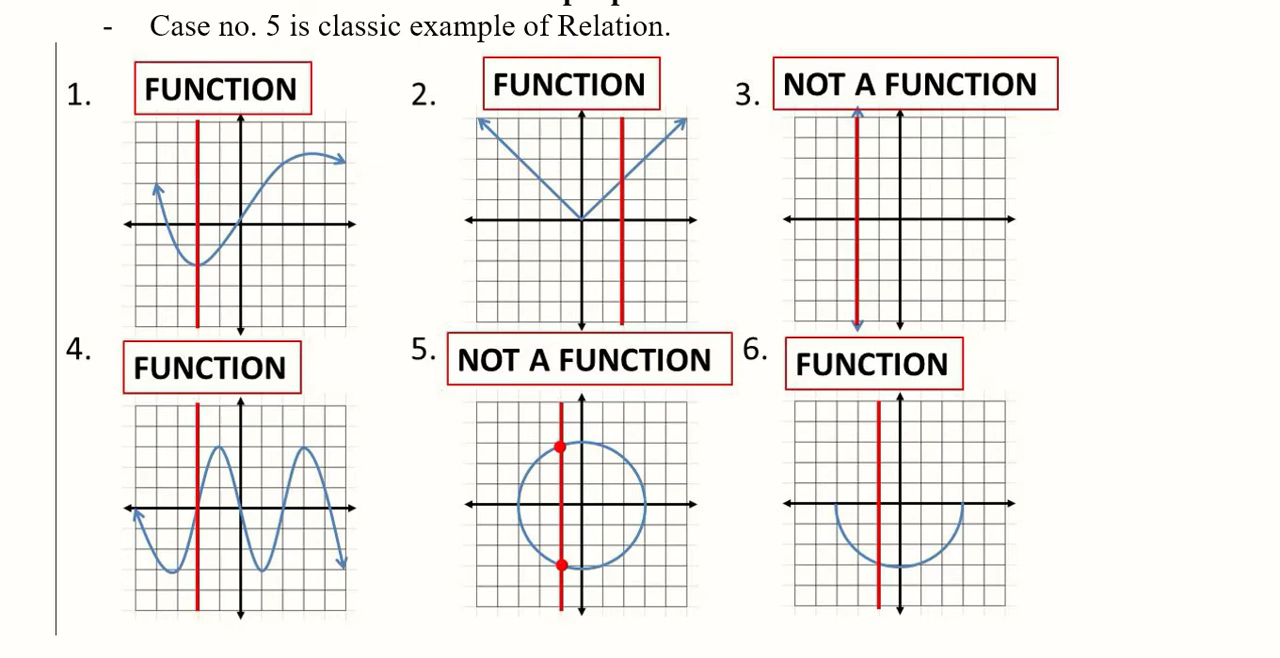 - Case no. 5 is classic example of Relation.
1. FUNCTION
2. FUNCTION
3. NOT A FUNCTION
4. FUNCTION
5. NOT A FUNCTION
6. FUNCTION